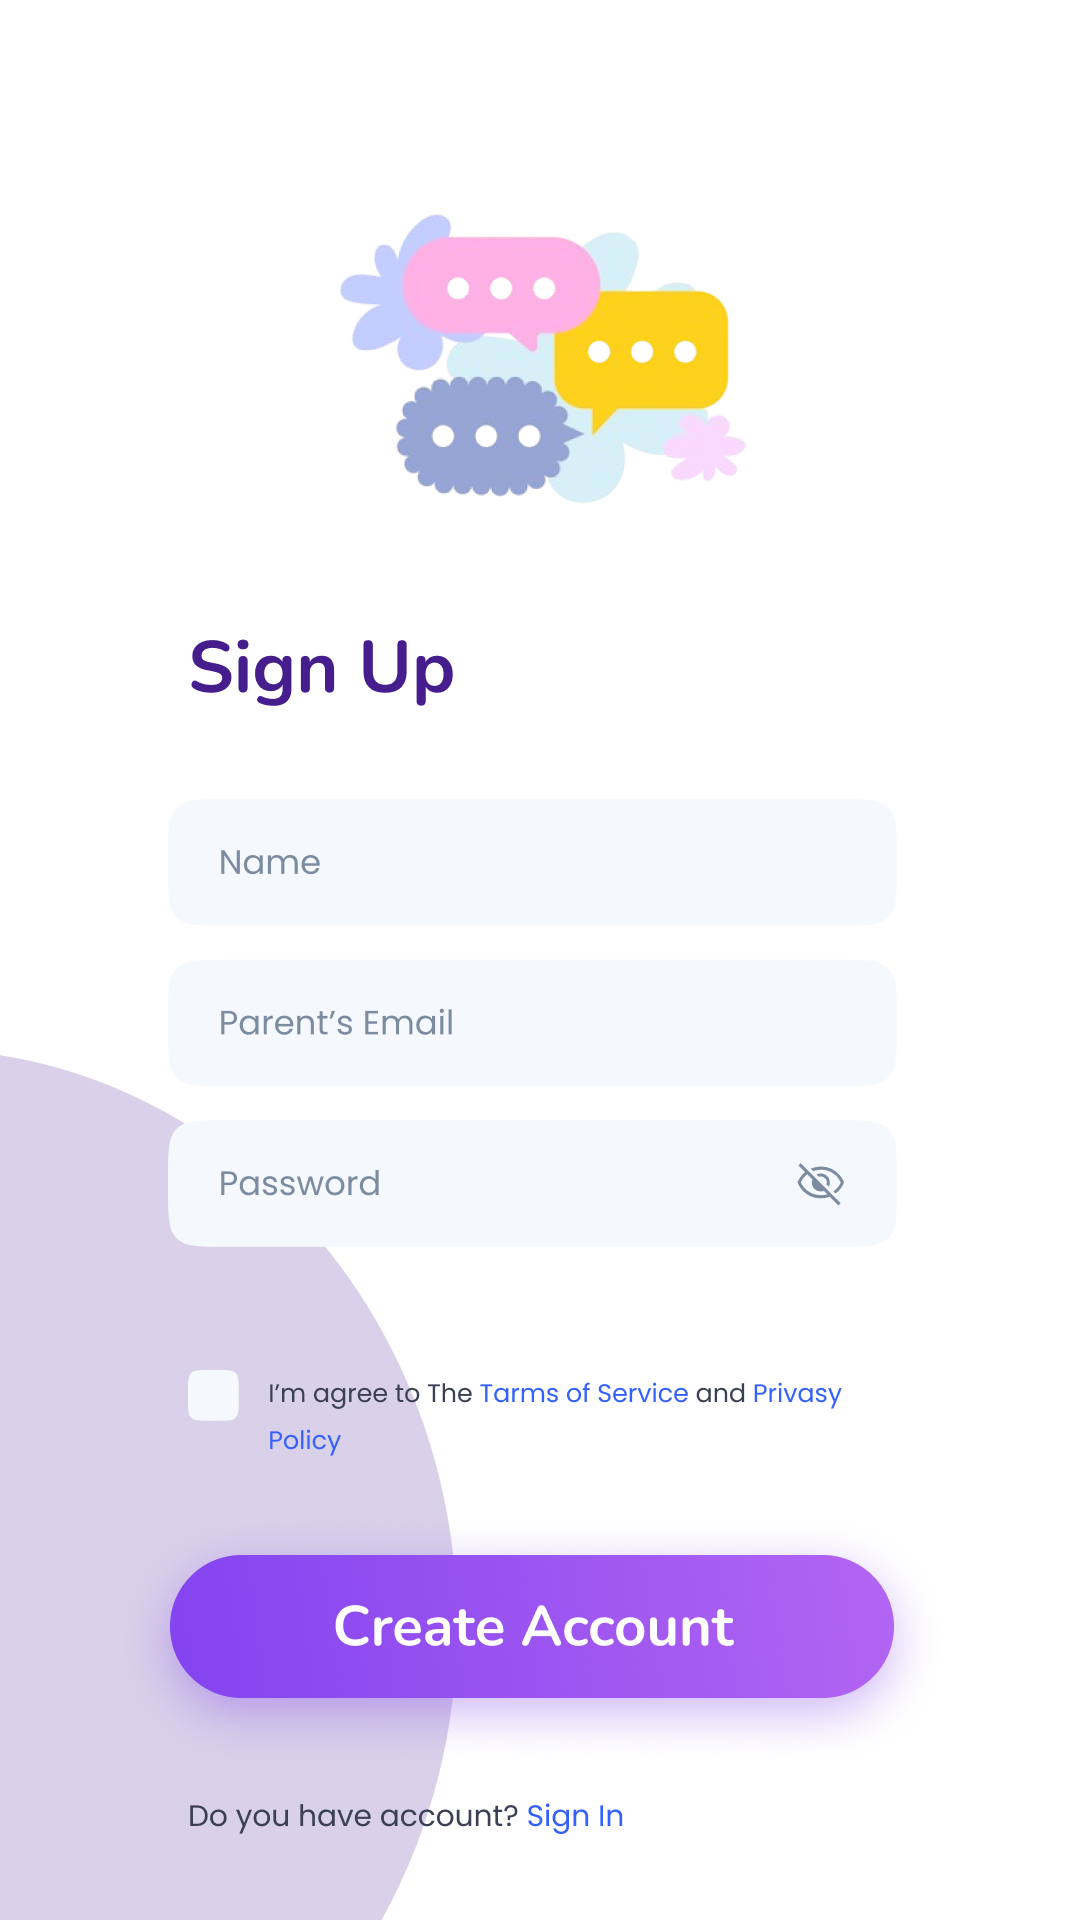 Sign Up
Name
Parent’s Email
Password
I’m agree to The Tarms of Service and Privasy
Policy
Create Account
Do you have account? Sign In